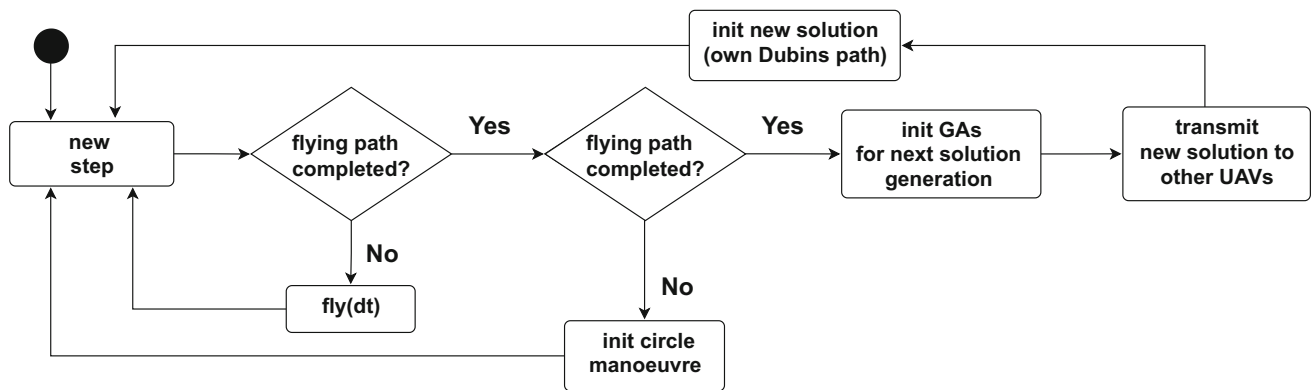 init new solution
(own Dubins path)
new
step
flying path
completed?
Yes
flying path
completed?
Yes
init GAs
for next solution
generation
transmit
new solution to
other UAVs
No
fly(dt)
No
init circle
manoeuvre